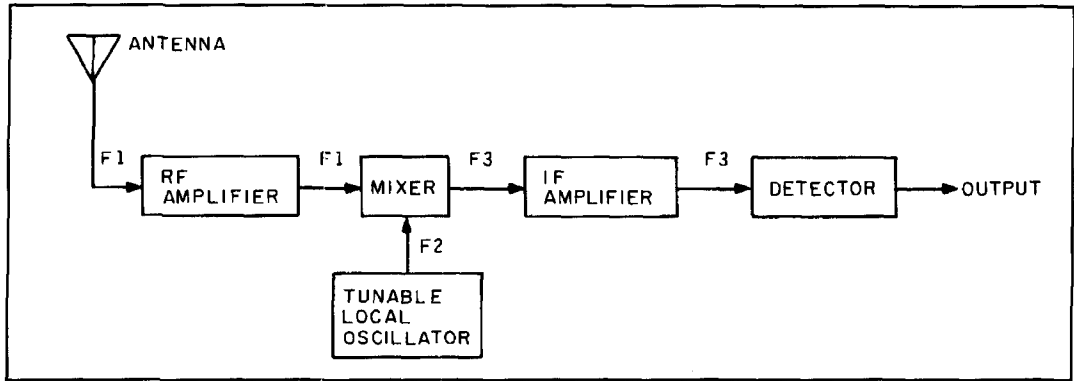 ANTENNA
F1
RF
AMPLIFIER
F1
MIXER
F3
IF
AMPLIFIER
F3
DETECTOR
OUTPUT
F2
TUNABLE
LOCAL
OSCILLATOR